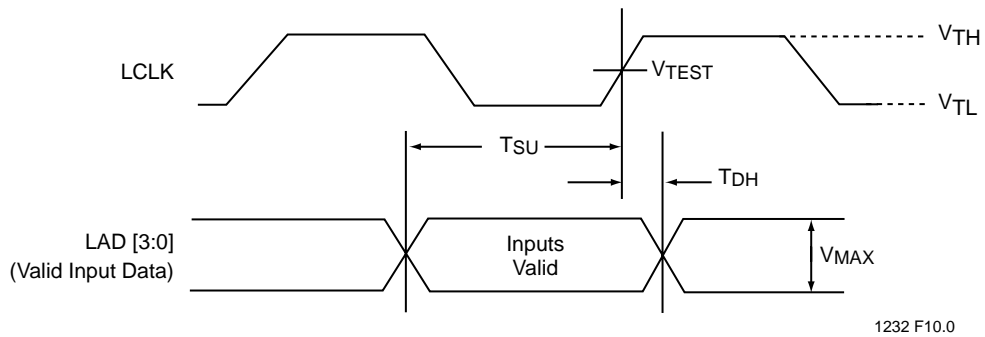 VTH
LCLK
VTEST
VTL
TSU
TDH
LAD [3:0]
(Valid Input Data)
Inputs
Valid
VMAX
1232 F10.0